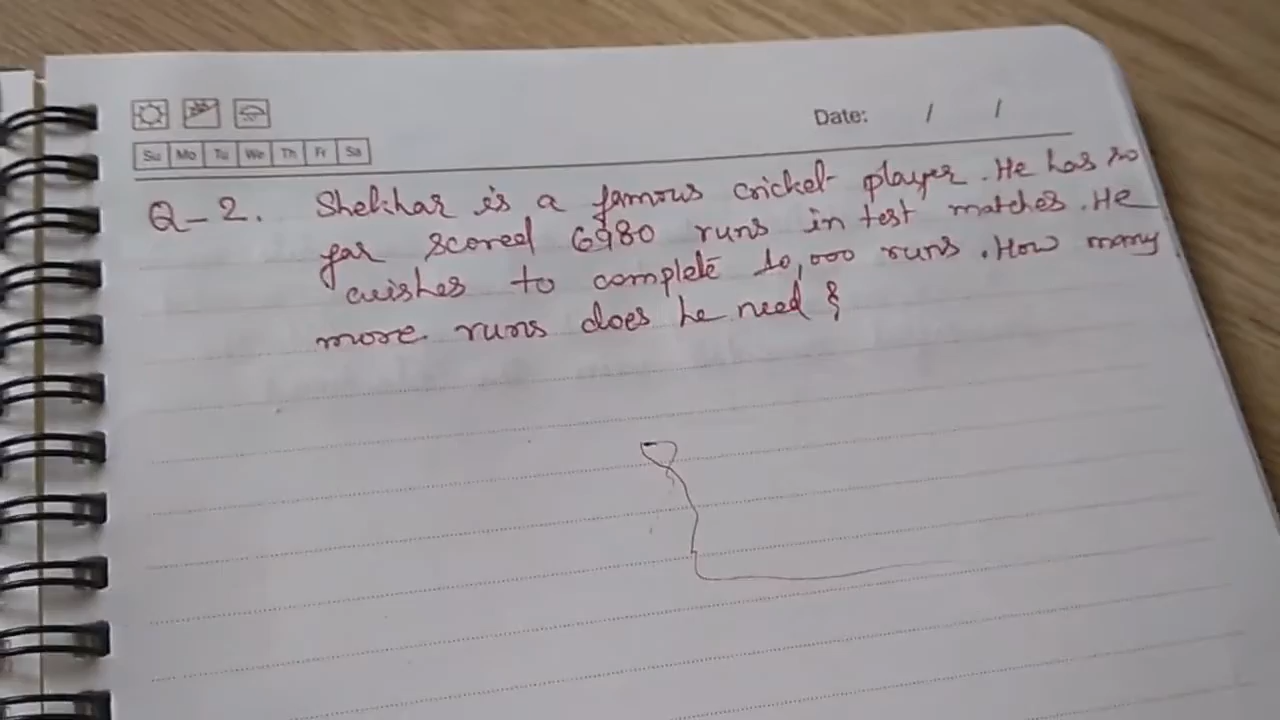 Date: / /
Su Mo Tu We Th Fr Sa
Q-2. Shekhar is a famous cricket player. He has so
far scored 6980 runs in test matches. He
wishes to complete 10,000 runs. How many
more runs does he need ?